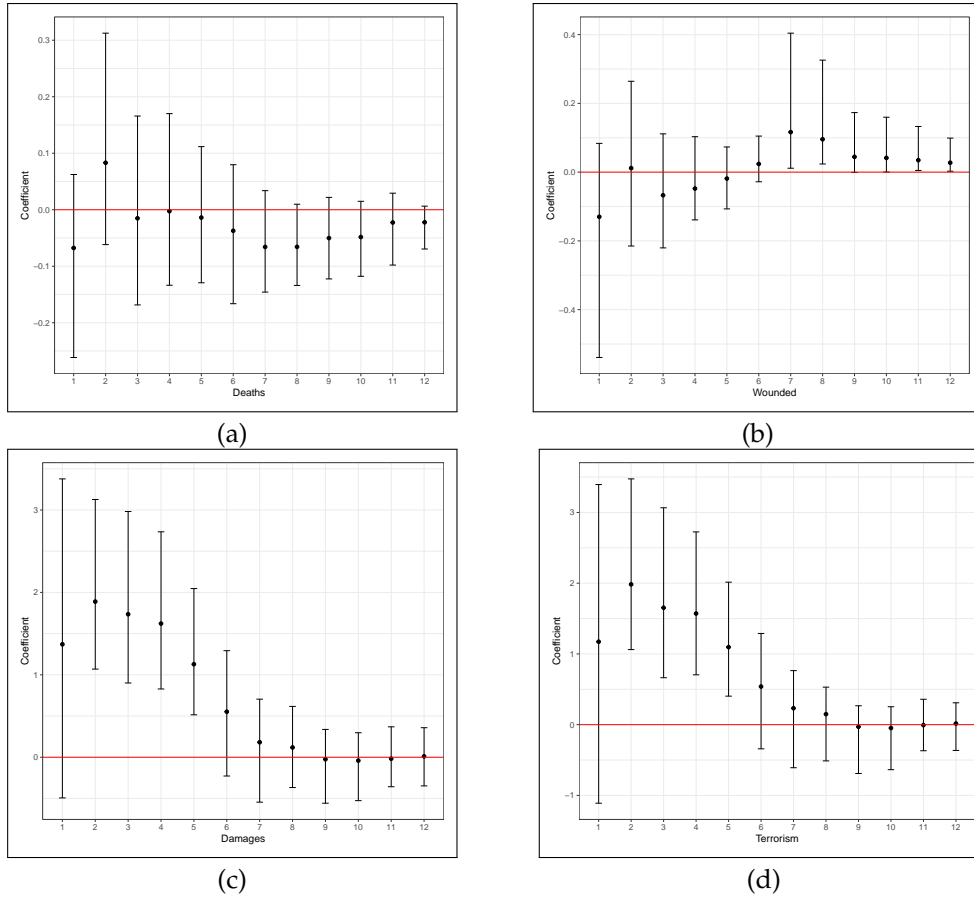 Coefficient
0.3
0.2
0.1
0.0
−0.1
−0.2
1 2 3 4 5 6 7 8 9 10 11 12
Deaths
(a)
Coefficient
0.4
0.2
0.0
−0.2
−0.4
1 2 3 4 5 6 7 8 9 10 11 12
Wounded
(b)
Coefficient
3
2
1
0
1 2 3 4 5 6 7 8 9 10 11 12
Damages
(c)
Coefficient
3
2
1
0
−1
1 2 3 4 5 6 7 8 9 10 11 12
Terrorism
(d)